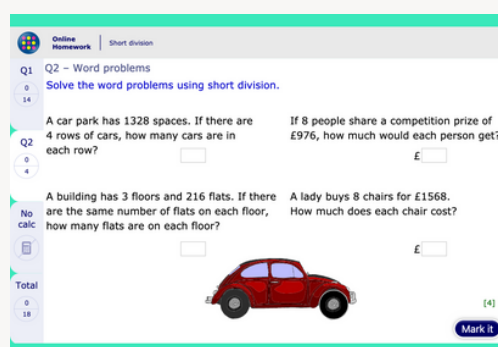 Online
Homework
Short division
Q1
0
14
Q2
0
4
No
calc
Total
0
18
Q2 – Word problems
Solve the word problems using short division.
A car park has 1328 spaces. If there are
4 rows of cars, how many cars are in
each row?
If 8 people share a competition prize of
£976, how much would each person get?
£
A building has 3 floors and 216 flats. If there
are the same number of flats on each floor,
how many flats are on each floor?
A lady buys 8 chairs for £1568.
How much does each chair cost?
£
[4]
Mark it